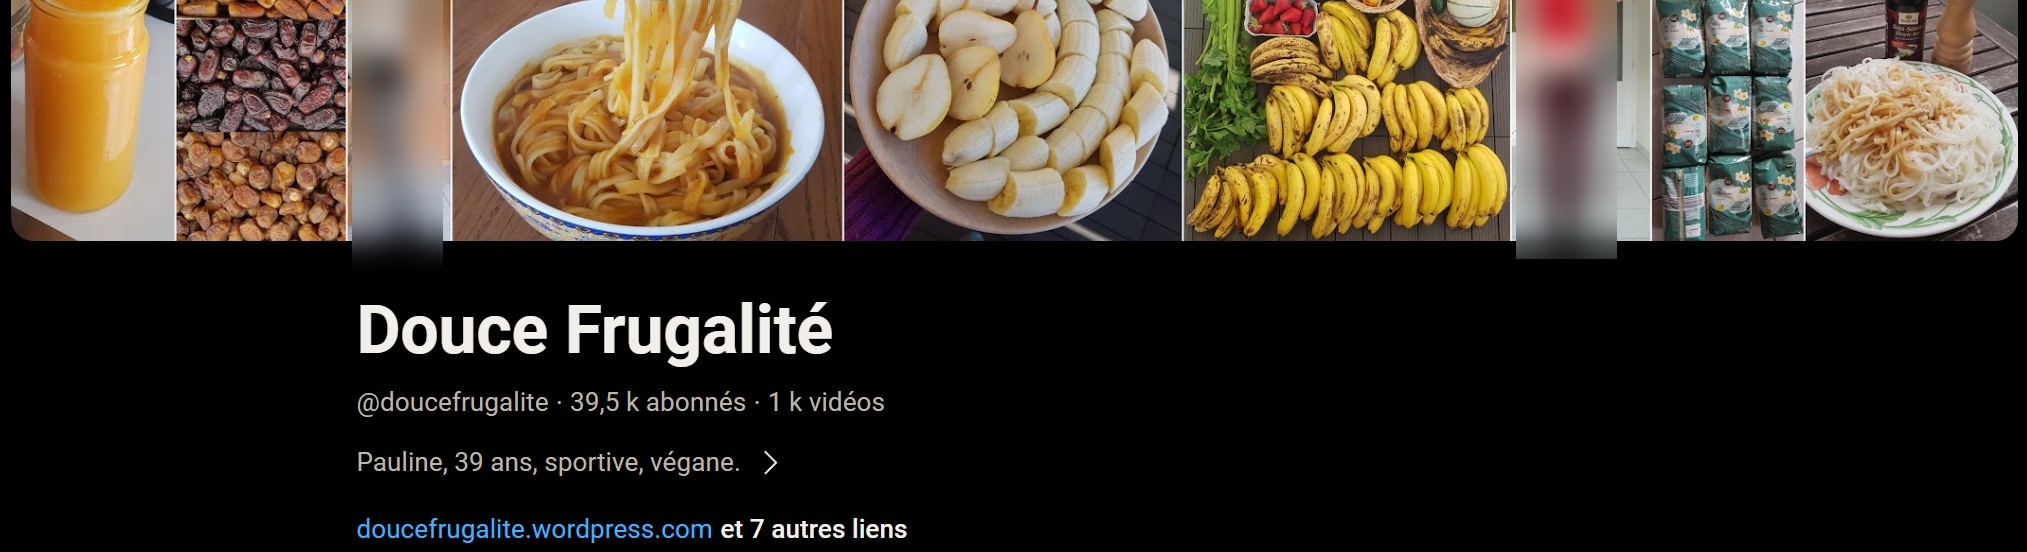 Douce Frugalité
@doucefrugalite · 39,5 k abonnés · 1 k vidéos
Pauline, 39 ans, sportive, végane.
doucefrugalite.wordpress.com et 7 autres liens